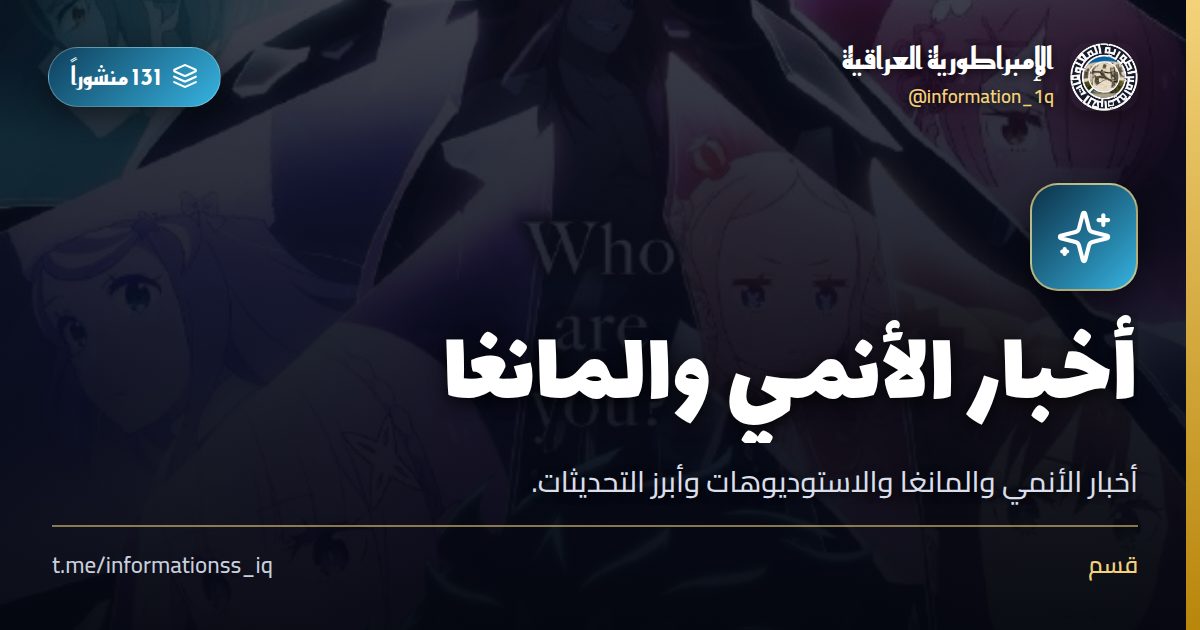 الإمبراطورية العراقية
@information_1q
131 منشوراً
Who
are
you?
أخبار الأنمي والمانغا
أخبار الأنمي والمانغا والاستوديوهات وأبرز التحديثات.
قسم
t.me/informationss_iq